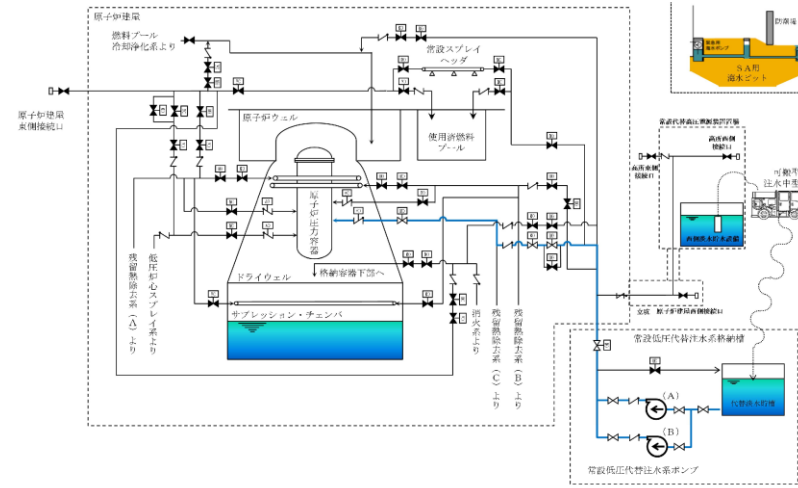 原子炉建屋
燃料プール
冷却浄化系より
常設スプレイ
ヘッダ
原子炉建屋
東側接続口
原子炉ウェル
使用済燃料
プール
原子炉圧力容器
ドライウェル
格納容器下部へ
サプレッション・チェンバ
残留熱除去系(A)より
低圧炉心スプレイ系より
消火系より
残留熱除去系(C)より
残留熱除去系(B)より
防潮堤
SA用
海水ピット
常設代替高圧電源装置置場
高所東側
接続口
高所西側
接続口
西側淡水貯水設備
可搬型
注水中型
立坑
原子炉建屋西側接続口
常設低圧代替注水系格納槽
代替淡水貯槽
(A)
(B)
常設低圧代替注水系ポンプ